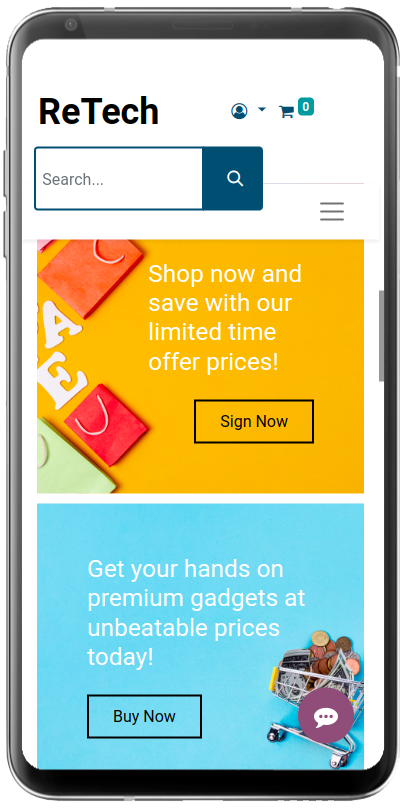 ReTech
0
Search...
Shop now and
save with our
limited time
offer prices!
Sign Now
Get your hands on
premium gadgets at
unbeatable prices
today!
Buy Now